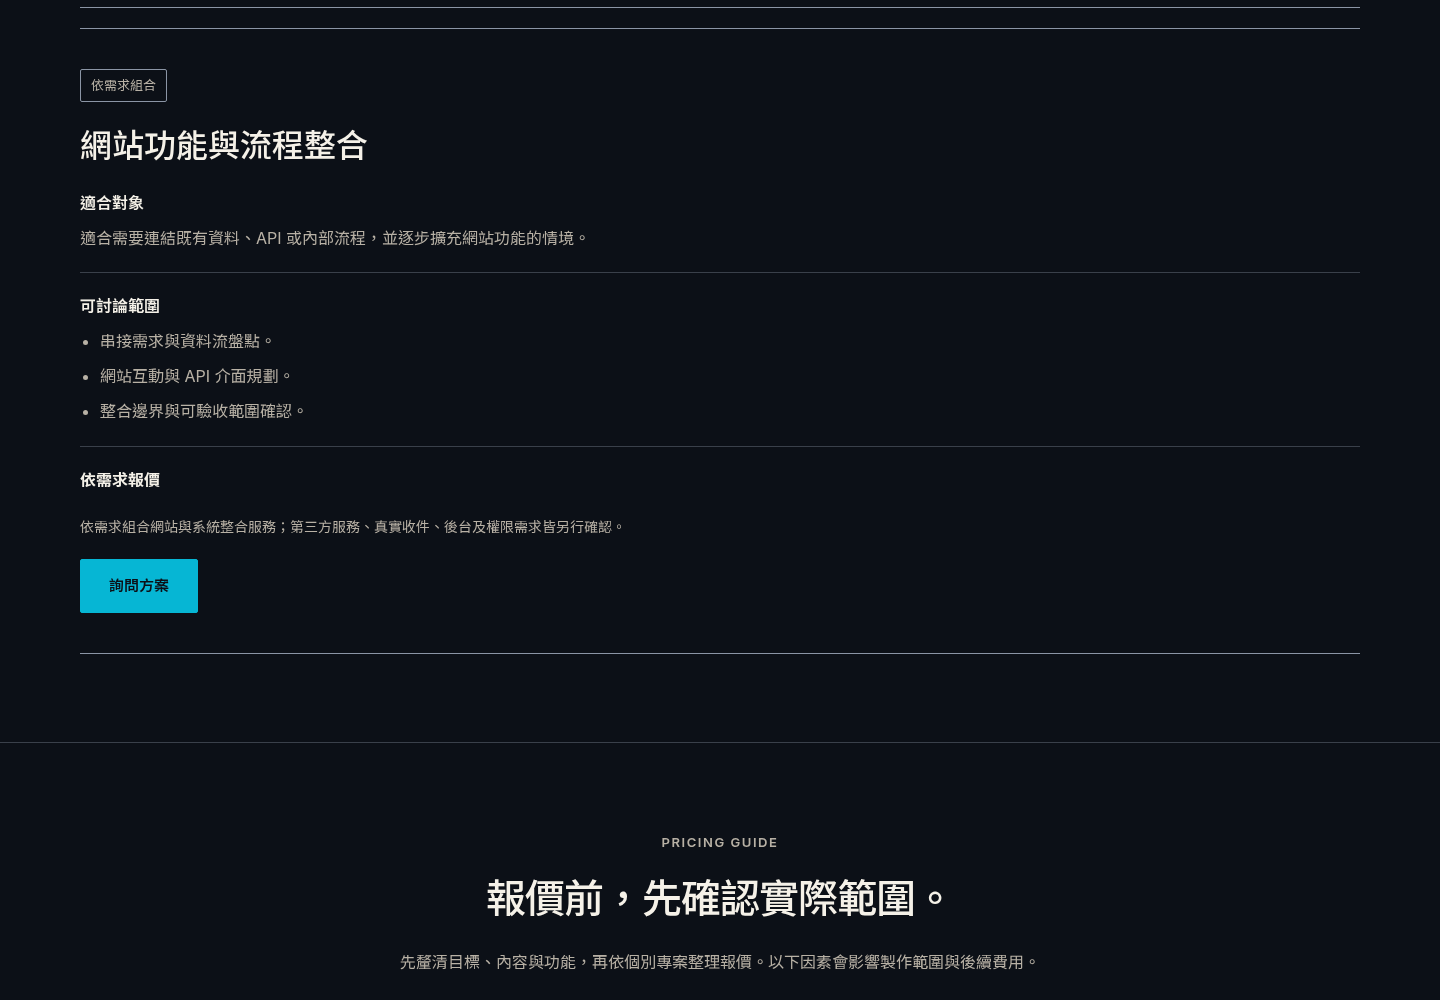 依需求組合
網站功能與流程整合
適合對象
適合需要連結既有資料、API 或內部流程，並逐步擴充網站功能的情境。
可討論範圍
• 串接需求與資料流盤點。
• 網站互動與 API 介面規劃。
• 整合邊界與可驗收範圍確認。
依需求報價
依需求組合網站與系統整合服務；第三方服務、真實收件、後台及權限需求皆另行確認。
詢問方案
PRICING GUIDE
報價前，先確認實際範圍。
先釐清目標、內容與功能，再依個別專案整理報價。以下因素會影響製作範圍與後續費用。